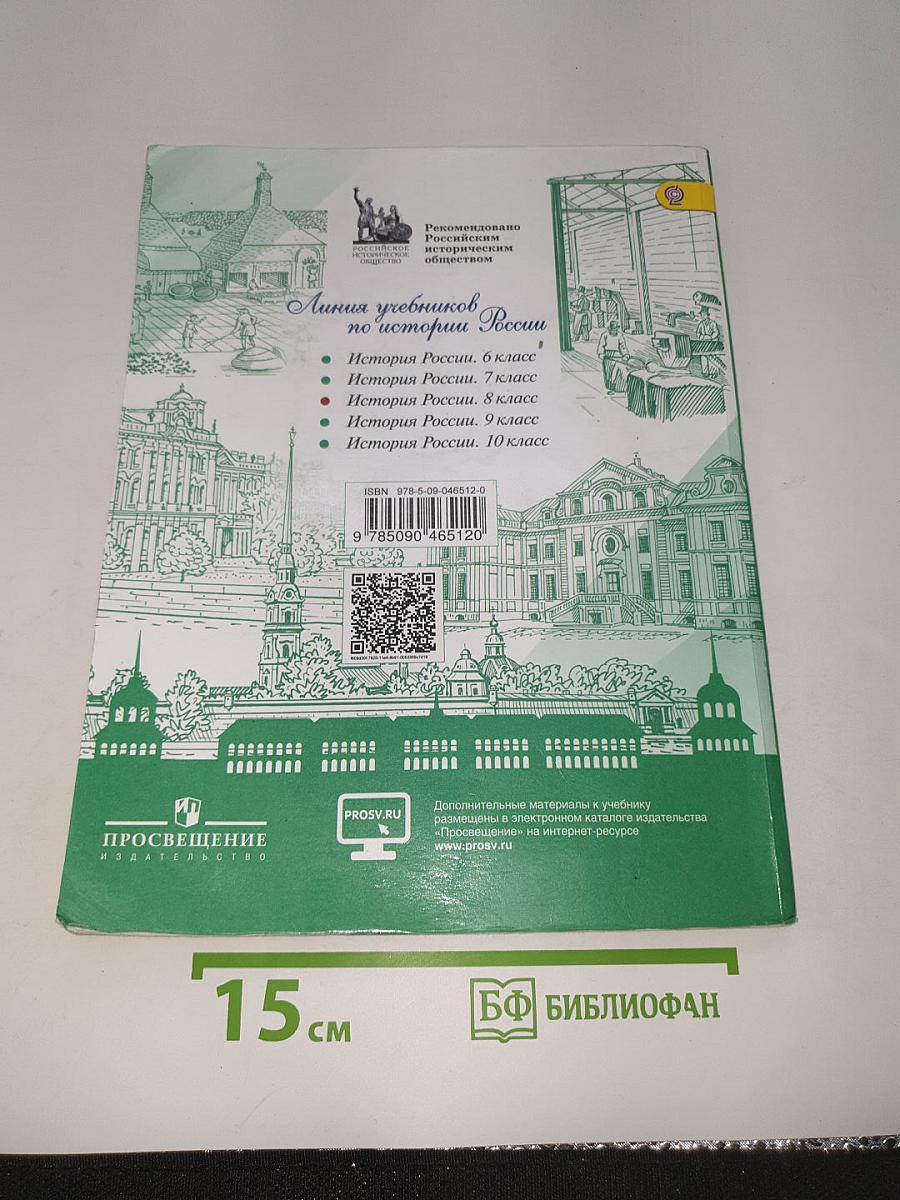 РОССИЙСКОЕ
ИСТОРИЧЕСКОЕ
ОБЩЕСТВО
Рекомендовано
Российским
историческим
обществом
Линия учебников
по истории России
История России. 6 класс
История России. 7 класс
История России. 8 класс
История России. 9 класс
История России. 10 класс
ISBN 978-5-09-046512-0
9 785090 465120
ПРОСВЕЩЕНИЕ
ИЗДАТЕЛЬСТВО
PROSV.RU
Дополнительные материалы к учебнику
размещены в электронном каталоге издательства
«Просвещение» на интернет-ресурсе
www.prosv.ru
15 см
БФ БИБЛИОФАН